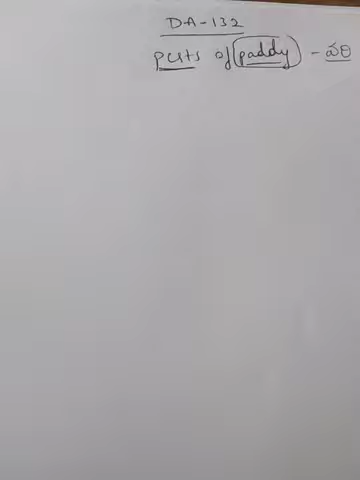 DA-132
pests of paddy - వరి